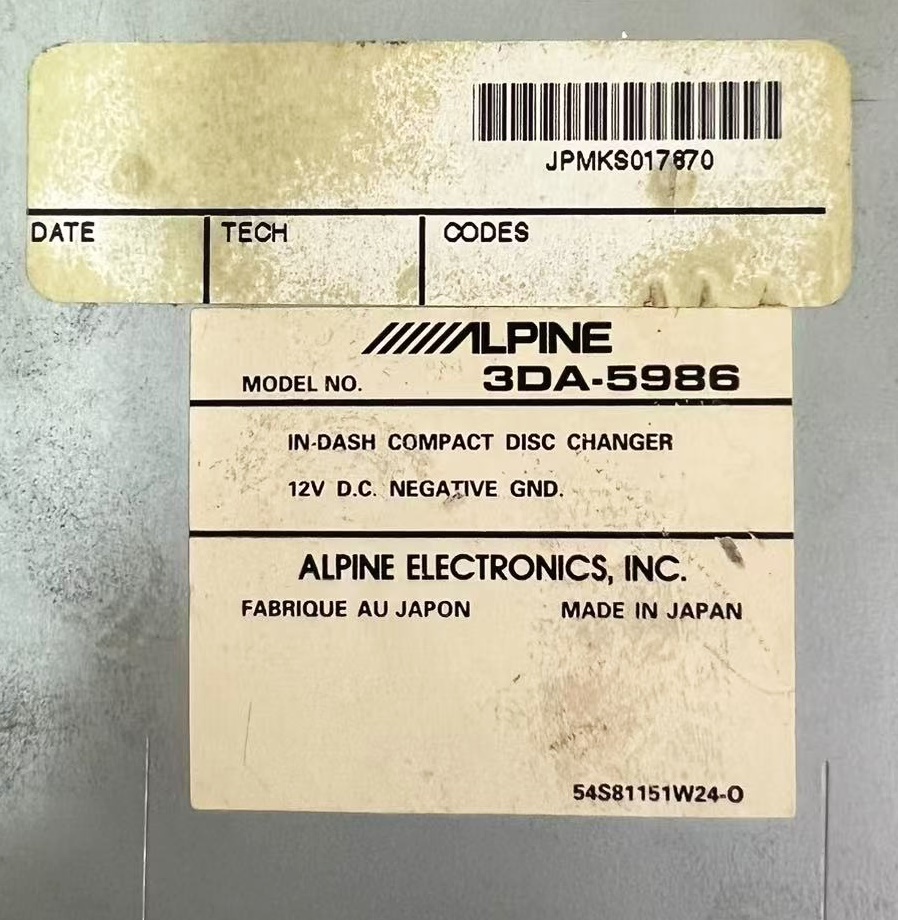 JPMKS017870
DATE TECH CODES
ALPINE
MODEL NO. 3DA-5986
IN-DASH COMPACT DISC CHANGER
12V D.C. NEGATIVE GND.
ALPINE ELECTRONICS, INC.
FABRIQUE AU JAPON MADE IN JAPAN
54S81151W24-O